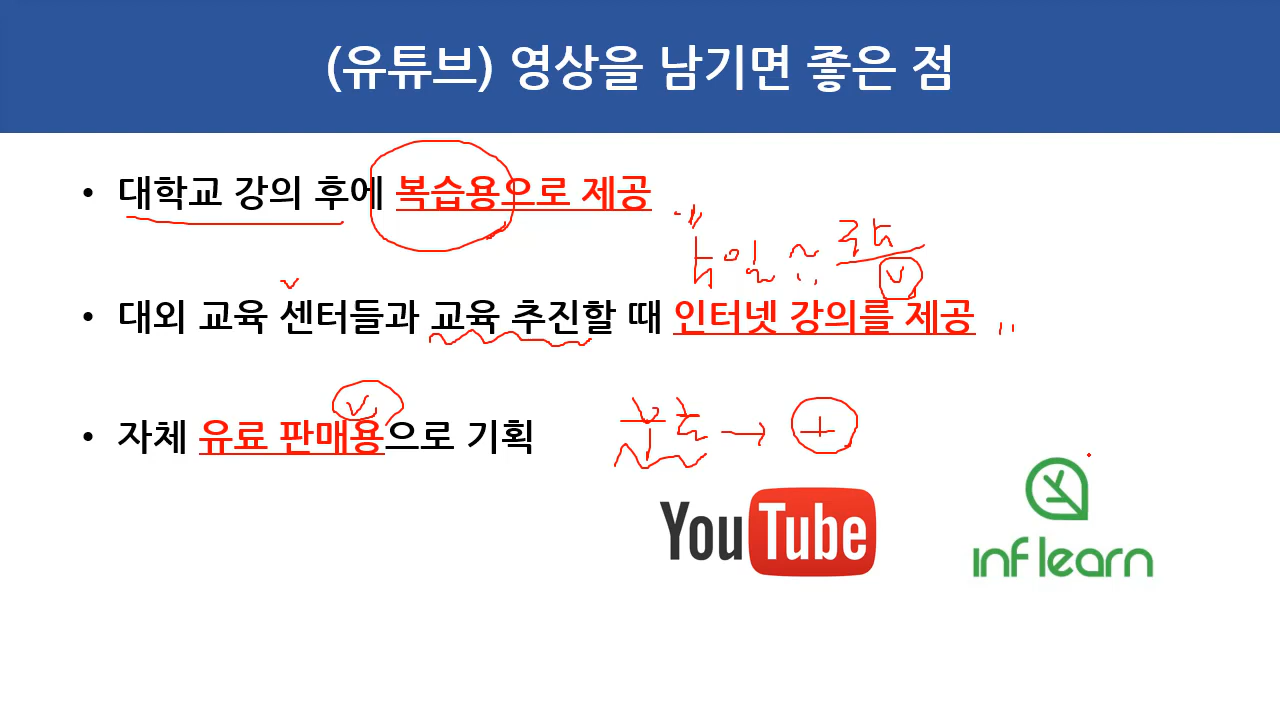 (유튜브) 영상을 남기면 좋은 점
• 대학교 강의 후에 복습용으로 제공
• 대외 교육 센터들과 교육 추진할 때 인터넷 강의를 제공
• 자체 유료 판매용으로 기획
YouTube
inflearn